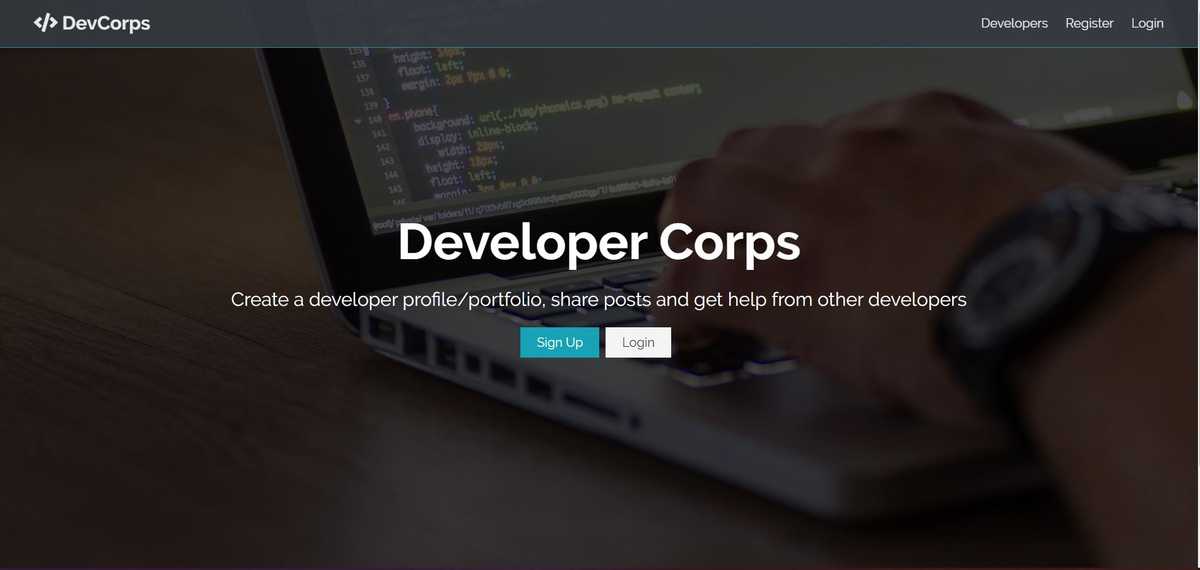 </> DevCorps
Developers Register Login
height: 34px;
136
float: left;
137
margin: 2px 7px 0 0;
138
139 }
140 em.phone{
141 background: url(../img/phoneics.png) no-repeat center;
142 display: inline-block;
143 width: 20px;
144 height: 18px;
145 float: left;
Developer Corps
Create a developer profile/portfolio, share posts and get help from other developers
Sign Up Login